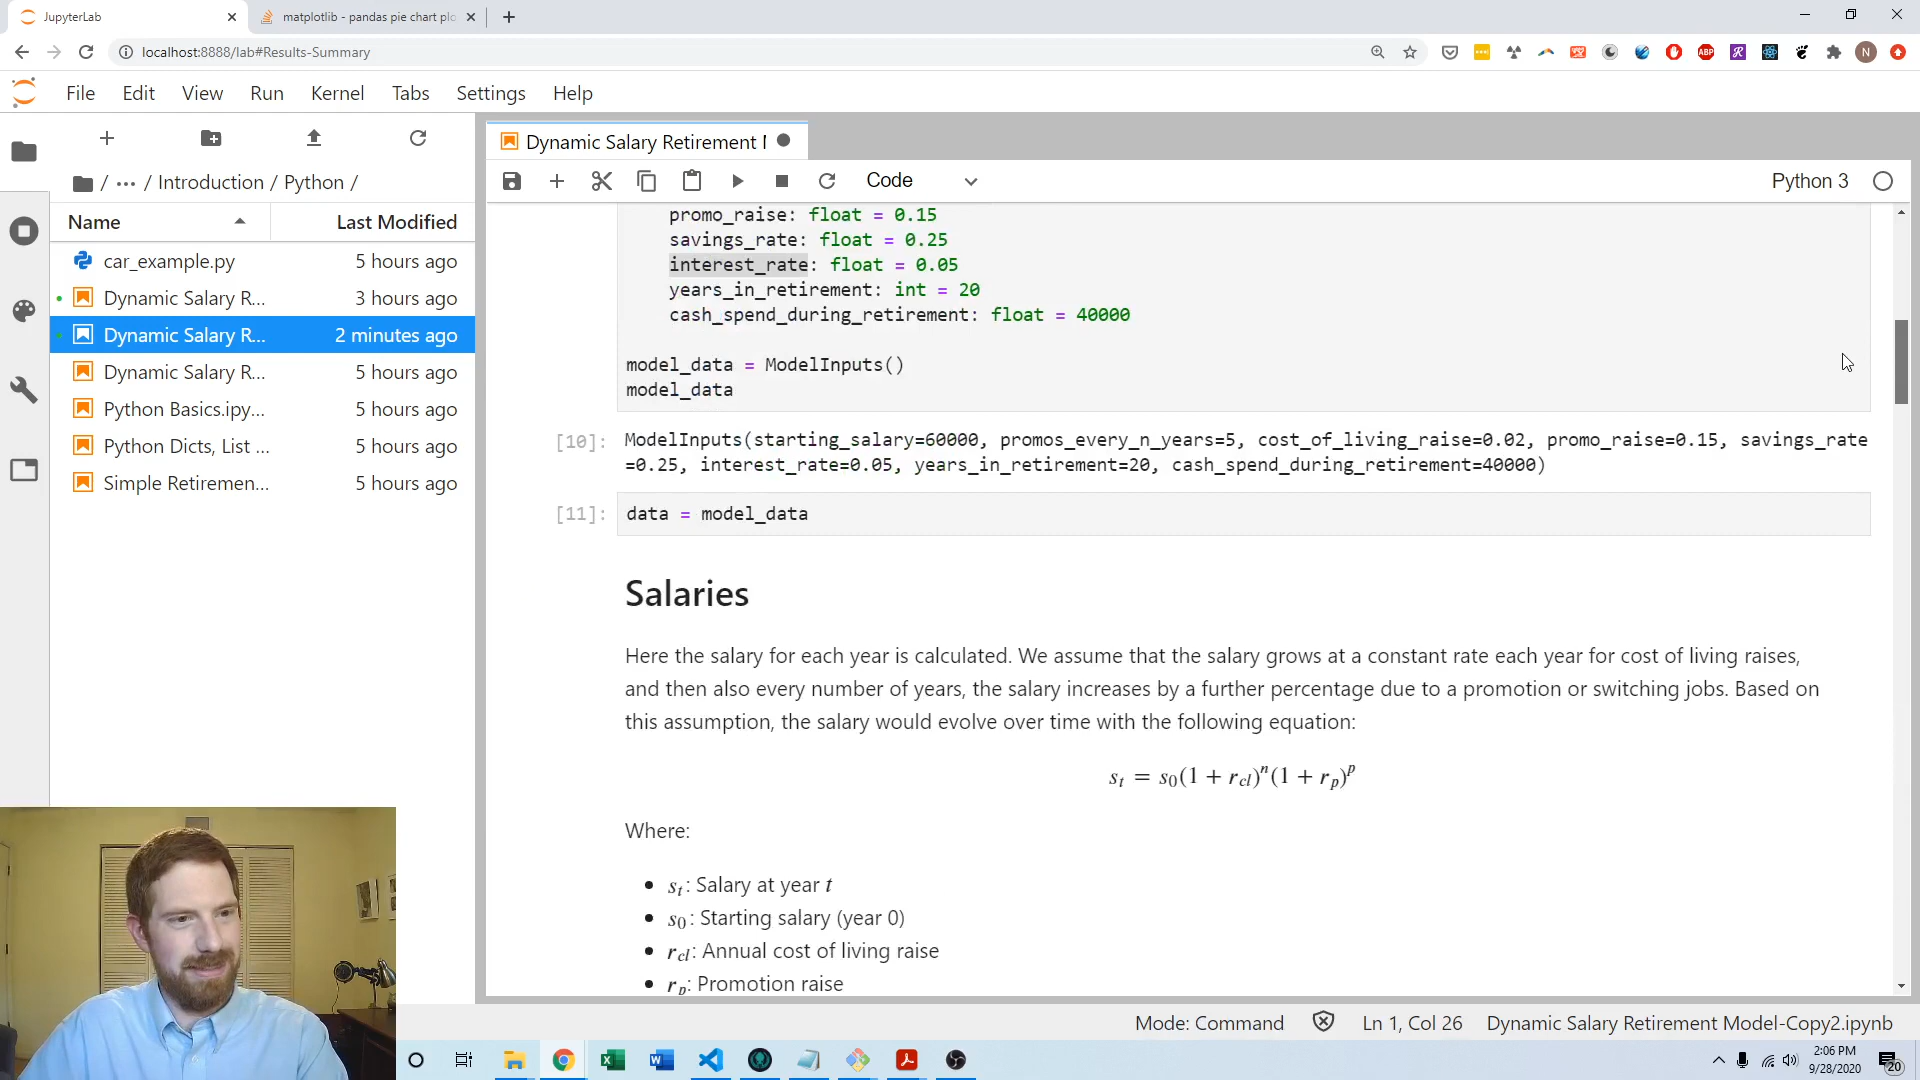 JupyterLab
matplotlib - pandas pie chart plo
localhost:8888/lab#Results-Summary
ABP
N
File Edit View Run Kernel Tabs Settings Help
/ ··· / Introduction / Python /
Name Last Modified
car_example.py 5 hours ago
Dynamic Salary R... 3 hours ago
Dynamic Salary R... 2 minutes ago
Dynamic Salary R... 5 hours ago
Python Basics.ipy... 5 hours ago
Python Dicts, List ... 5 hours ago
Simple Retiremen... 5 hours ago
Dynamic Salary Retirement M
Code
Python 3
promo_raise: float = 0.15
savings_rate: float = 0.25
interest_rate: float = 0.05
years_in_retirement: int = 20
cash_spend_during_retirement: float = 40000
model_data = ModelInputs()
model_data
[10]: ModelInputs(starting_salary=60000, promos_every_n_years=5, cost_of_living_raise=0.02, promo_raise=0.15, savings_rate
=0.25, interest_rate=0.05, years_in_retirement=20, cash_spend_during_retirement=40000)
[11]: data = model_data
Salaries
Here the salary for each year is calculated. We assume that the salary grows at a constant rate each year for cost of living raises,
and then also every number of years, the salary increases by a further percentage due to a promotion or switching jobs. Based on
this assumption, the salary would evolve over time with the following equation:
s_t = s_0(1 + r_cl)^n(1 + r_p)^p
Where:
• s_t: Salary at year t
• s_0: Starting salary (year 0)
• r_cl: Annual cost of living raise
• r_p: Promotion raise
Mode: Command Ln 1, Col 26 Dynamic Salary Retirement Model-Copy2.ipynb
2:06 PM
9/28/2020
20